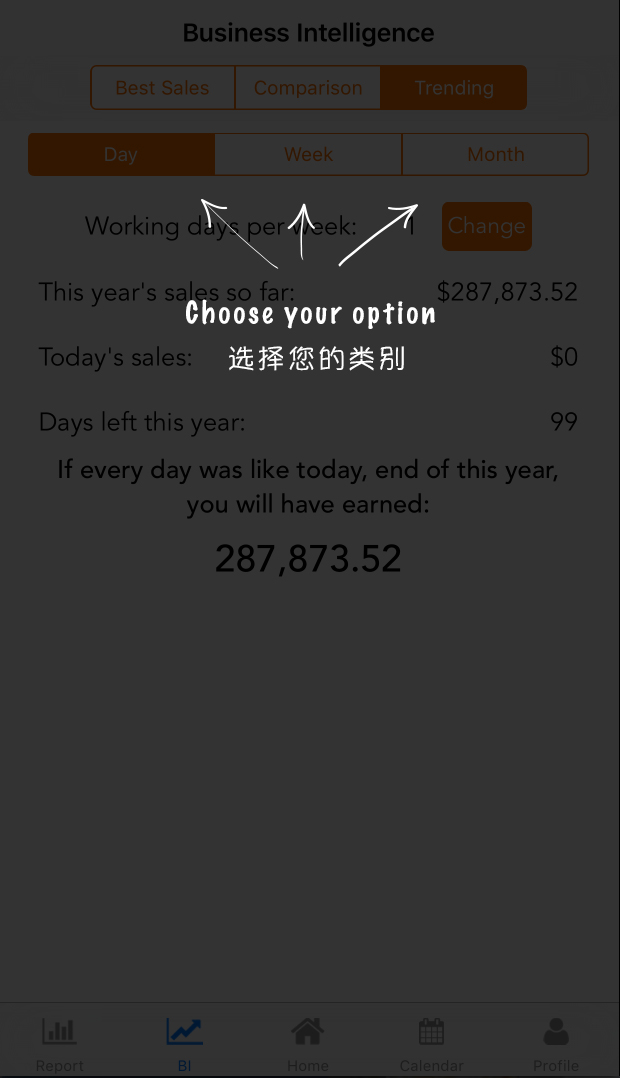 Business Intelligence
Best Sales Comparison Trending
Day Week Month
Working days per week: 1 Change
This year's sales so far: $287,873.52
Choose your option
Today's sales: $0
选择您的类别
Days left this year: 99
If every day was like today, end of this year,
you will have earned:
287,873.52
Report BI Home Calendar Profile